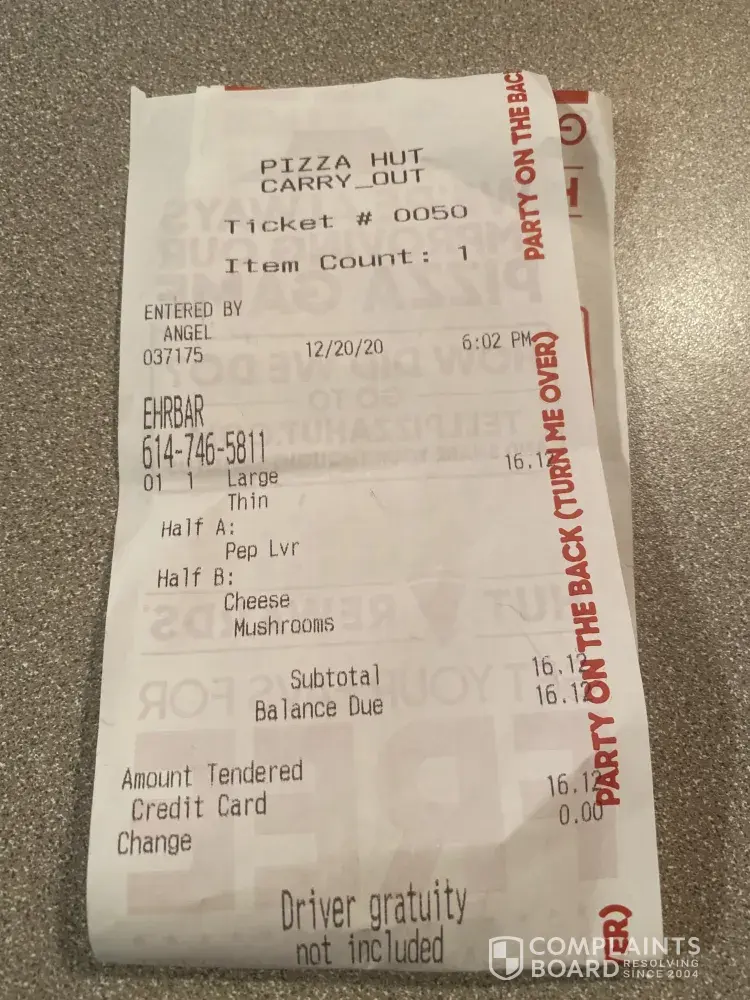 PIZZA HUT
CARRY_OUT
Ticket # 0050
Item Count: 1
ENTERED BY
ANGEL
037175 12/20/20 6:02 PM
EHRBAR
614-746-5811
01 1 Large 16.12
Thin
Half A:
Pep Lvr
Half B:
Cheese
Mushrooms
Subtotal 16.12
Balance Due 16.12
Amount Tendered
Credit Card 16.12
Change 0.00
Driver gratuity
not included
PARTY ON THE BAC
PARTY ON THE BACK (TURN ME OVER)
ER)
COMPLAINTS
BOARD RESOLVING
SINCE 2004